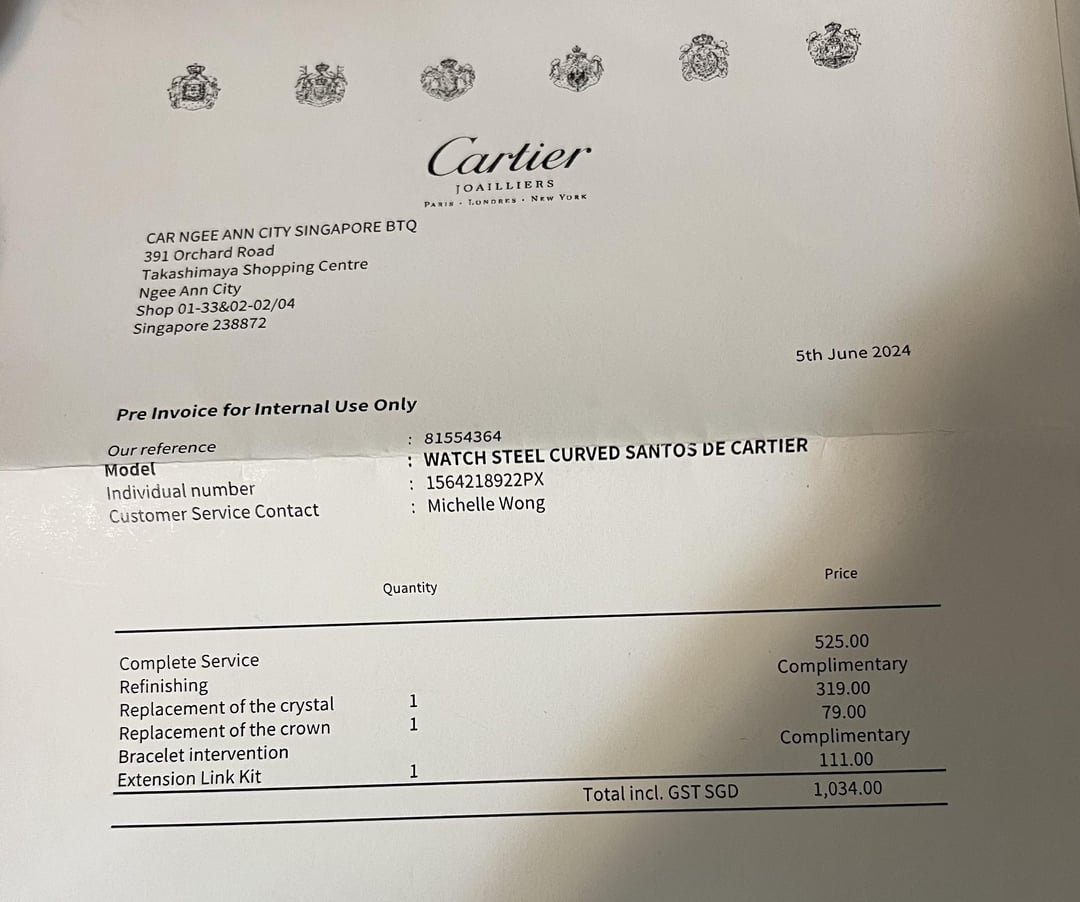 Cartier
JOAILLIERS
PARIS · LONDRES · NEW YORK
CAR NGEE ANN CITY SINGAPORE BTQ
391 Orchard Road
Takashimaya Shopping Centre
Ngee Ann City
Shop 01-33&02-02/04
Singapore 238872
5th June 2024
Pre Invoice for Internal Use Only
Our reference : 81554364
Model : WATCH STEEL CURVED SANTOS DE CARTIER
Individual number : 1564218922PX
Customer Service Contact : Michelle Wong
Quantity Price
Complete Service 525.00
Refinishing Complimentary
Replacement of the crystal 1 319.00
Replacement of the crown 1 79.00
Bracelet intervention Complimentary
Extension Link Kit 1 111.00
Total incl. GST SGD 1,034.00